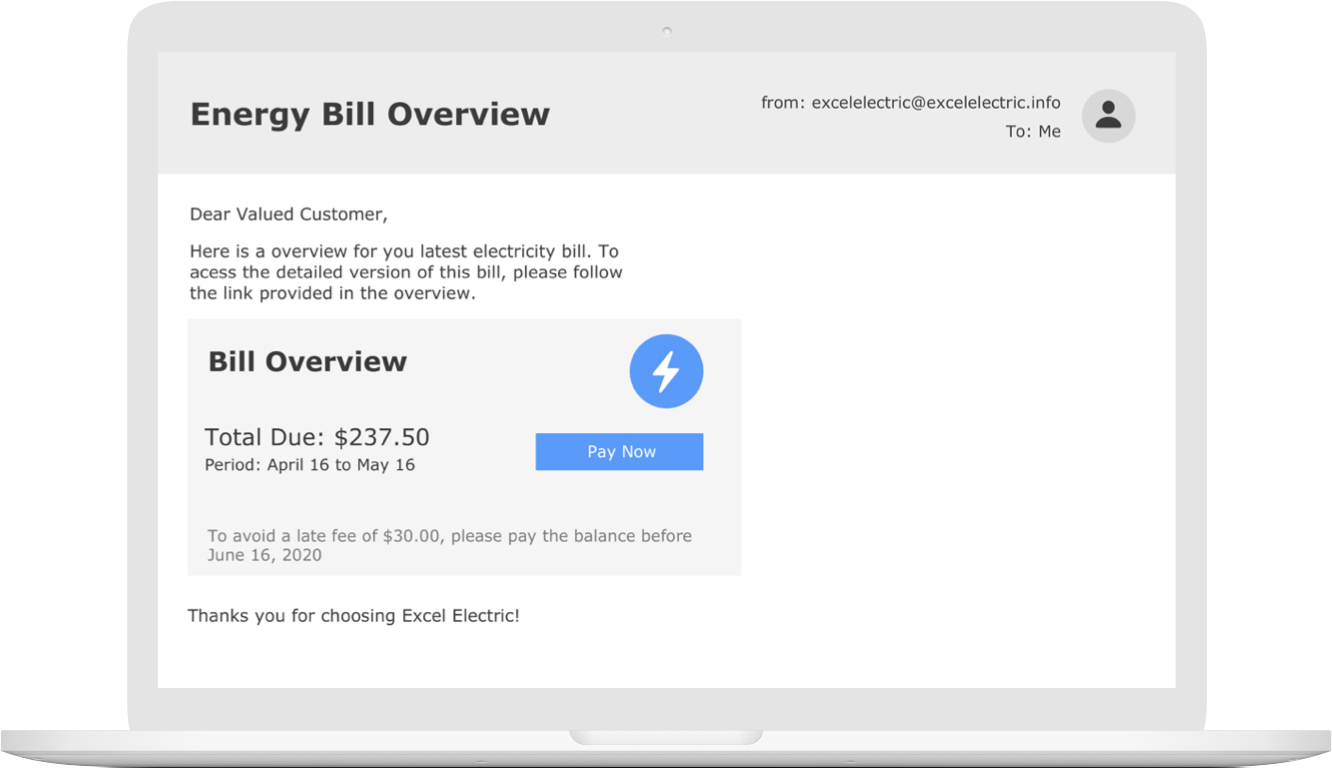 Energy Bill Overview
from: excelelectric@excelelectric.info
To: Me
Dear Valued Customer,
Here is a overview for you latest electricity bill. To
acess the detailed version of this bill, please follow
the link provided in the overview.
Bill Overview
Total Due: $237.50
Period: April 16 to May 16
Pay Now
To avoid a late fee of $30.00, please pay the balance before
June 16, 2020
Thanks you for choosing Excel Electric!